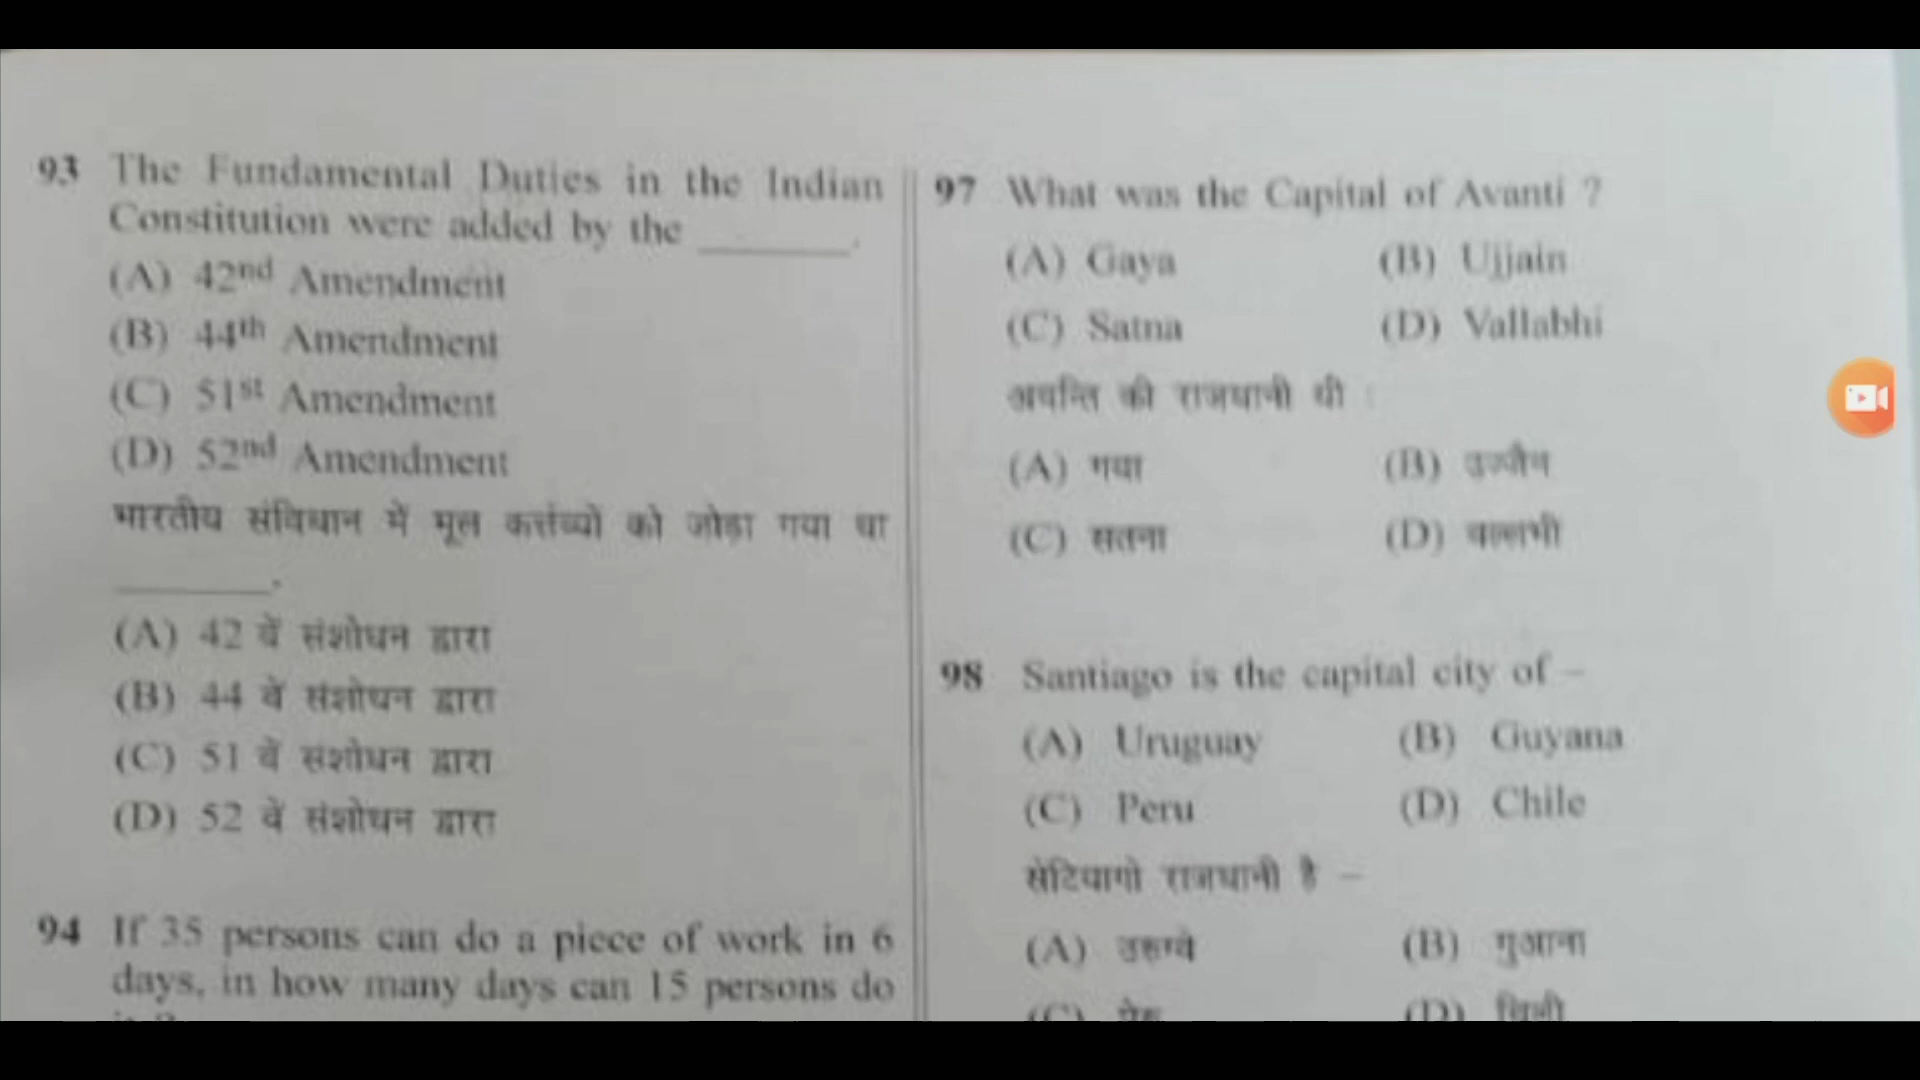 93 The Fundamental Duties in the Indian
Constitution were added by the ________.
(A) 42nd Amendment
(B) 44th Amendment
(C) 51st Amendment
(D) 52nd Amendment
भारतीय संविधान में मूल कर्त्तव्यों को जोड़ा गया था
________.
(A) 42 वें संशोधन द्वारा
(B) 44 वें संशोधन द्वारा
(C) 51 वें संशोधन द्वारा
(D) 52 वें संशोधन द्वारा
94 If 35 persons can do a piece of work in 6
days, in how many days can 15 persons do
97 What was the Capital of Avanti ?
(A) Gaya (B) Ujjain
(C) Satna (D) Vallabhi
अवन्ति की राजधानी थी :
(A) गया (B) उज्जैन
(C) सतना (D) वल्लभी
98 Santiago is the capital city of –
(A) Uruguay (B) Guyana
(C) Peru (D) Chile
सेंटियागो राजधानी है –
(A) उरुग्वे (B) गुआना
(C) पेरू (D) चिली